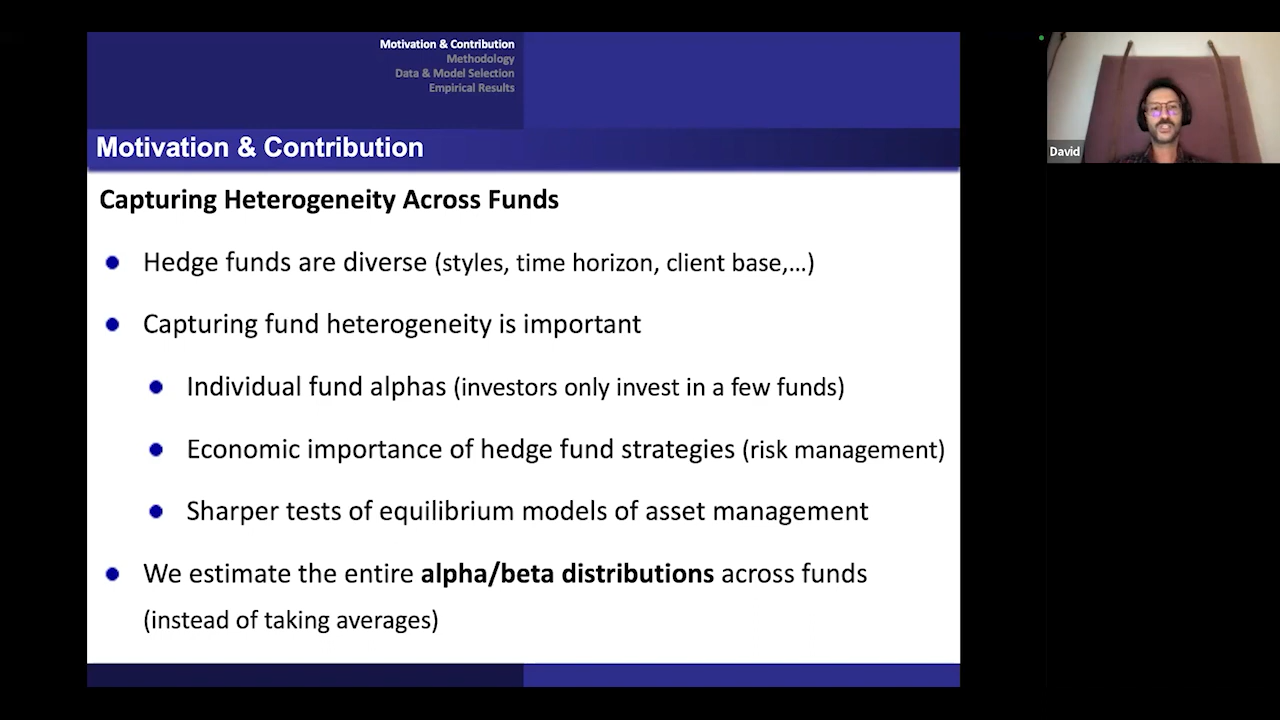 Motivation & Contribution
Methodology
Data & Model Selection
Empirical Results
Motivation & Contribution
Capturing Heterogeneity Across Funds
Hedge funds are diverse (styles, time horizon, client base,...)
Capturing fund heterogeneity is important
Individual fund alphas (investors only invest in a few funds)
Economic importance of hedge fund strategies (risk management)
Sharper tests of equilibrium models of asset management
We estimate the entire alpha/beta distributions across funds
(instead of taking averages)
David